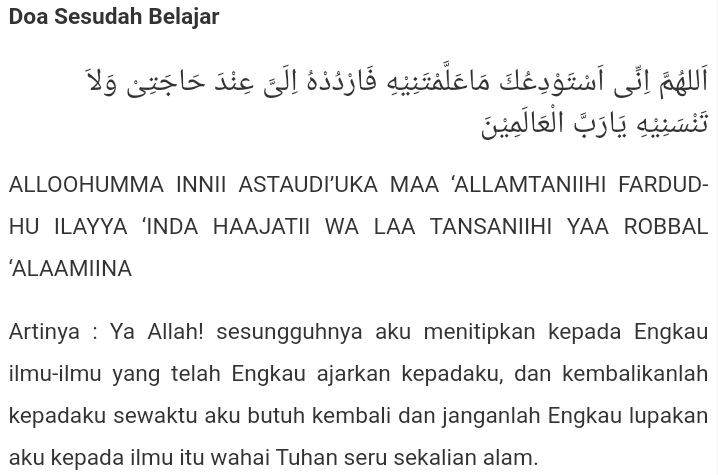 Doa Sesudah Belajar
اَللهُمَّ اِنِّى اَسْتَوْدِعُكَ مَاعَلَّمْتَنِيْهِ فَارْدُدْهُ اِلَىَّ عِنْدَ حَاجَتِىْ وَلاَ
تَنْسَنِيْهِ يَارَبَّ الْعَالَمِيْنَ
ALLOOHUMMA INNII ASTAUDI’UKA MAA ‘ALLAMTANIIHI FARDUD-
HU ILAYYA ‘INDA HAAJATII WA LAA TANSANIIHI YAA ROBBAL
‘ALAAMIINA
Artinya : Ya Allah! sesungguhnya aku menitipkan kepada Engkau
ilmu-ilmu yang telah Engkau ajarkan kepadaku, dan kembalikanlah
kepadaku sewaktu aku butuh kembali dan janganlah Engkau lupakan
aku kepada ilmu itu wahai Tuhan seru sekalian alam.